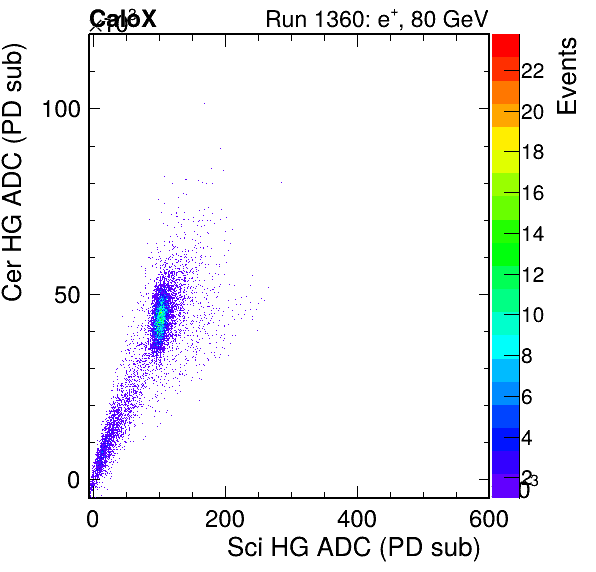 CaloX
×10³
Run 1360: e⁺, 80 GeV
Cer HG ADC (PD sub)
100
50
0
0 200 400 600
Sci HG ADC (PD sub)
Events
22
20
18
16
14
12
10
8
6
4
2
0